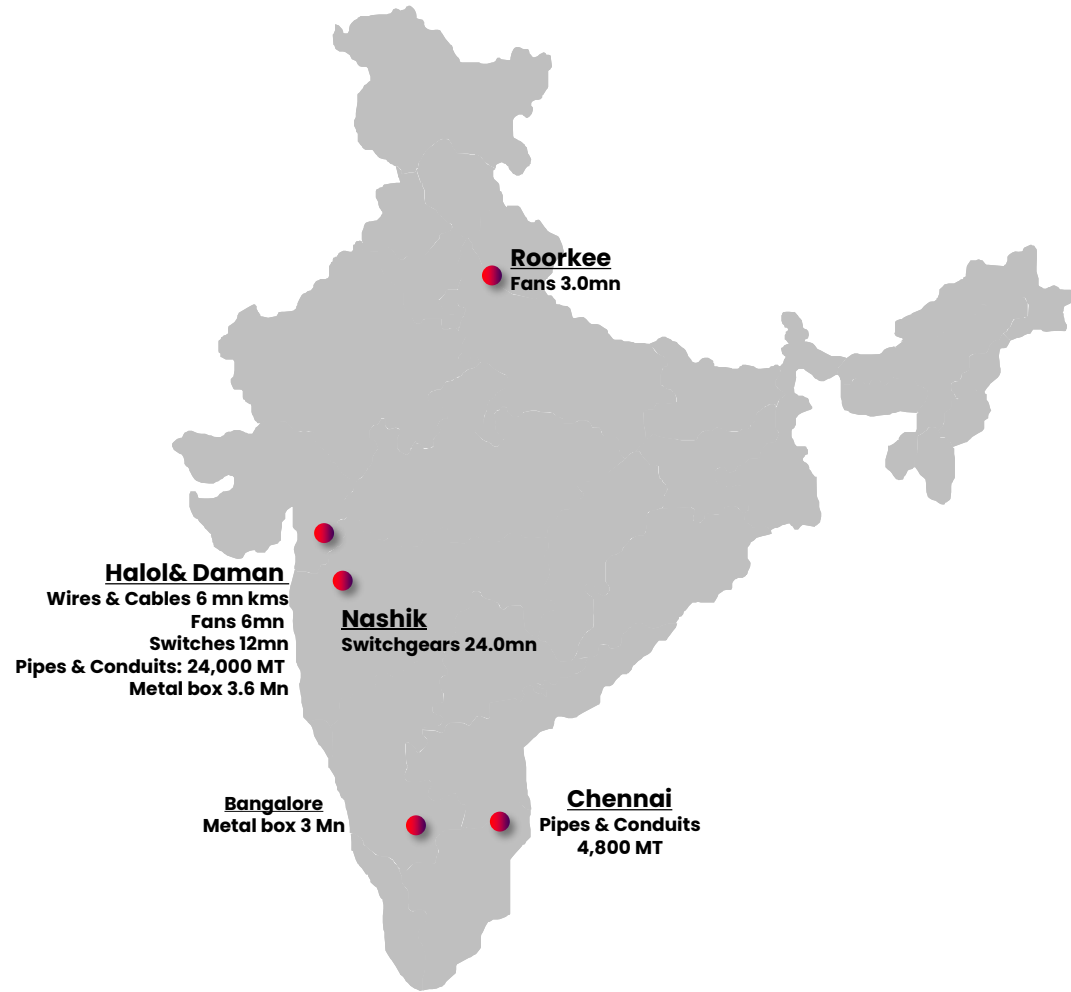 Roorkee
Fans 3.0mn
Halol& Daman
Wires & Cables 6 mn kms
Fans 6mn
Switches 12mn
Pipes & Conduits: 24,000 MT
Metal box 3.6 Mn
Nashik
Switchgears 24.0mn
Bangalore
Metal box 3 Mn
Chennai
Pipes & Conduits
4,800 MT